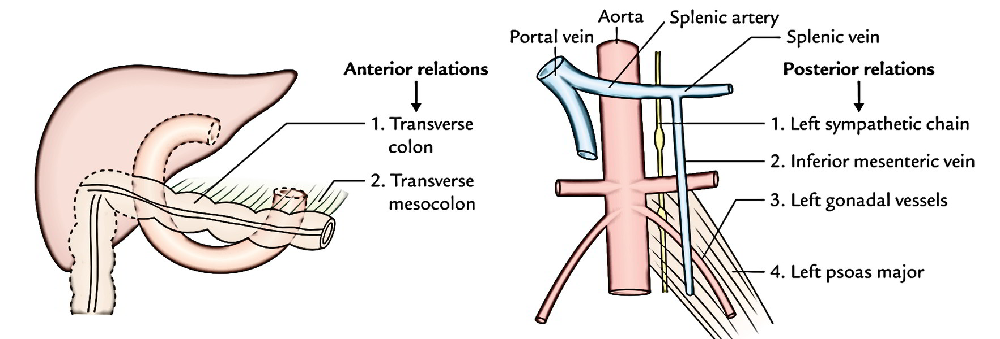 Anterior relations
1. Transverse
colon
2. Transverse
mesocolon
Aorta
Splenic artery
Portal vein
Splenic vein
Posterior relations
1. Left sympathetic chain
2. Inferior mesenteric vein
3. Left gonadal vessels
4. Left psoas major